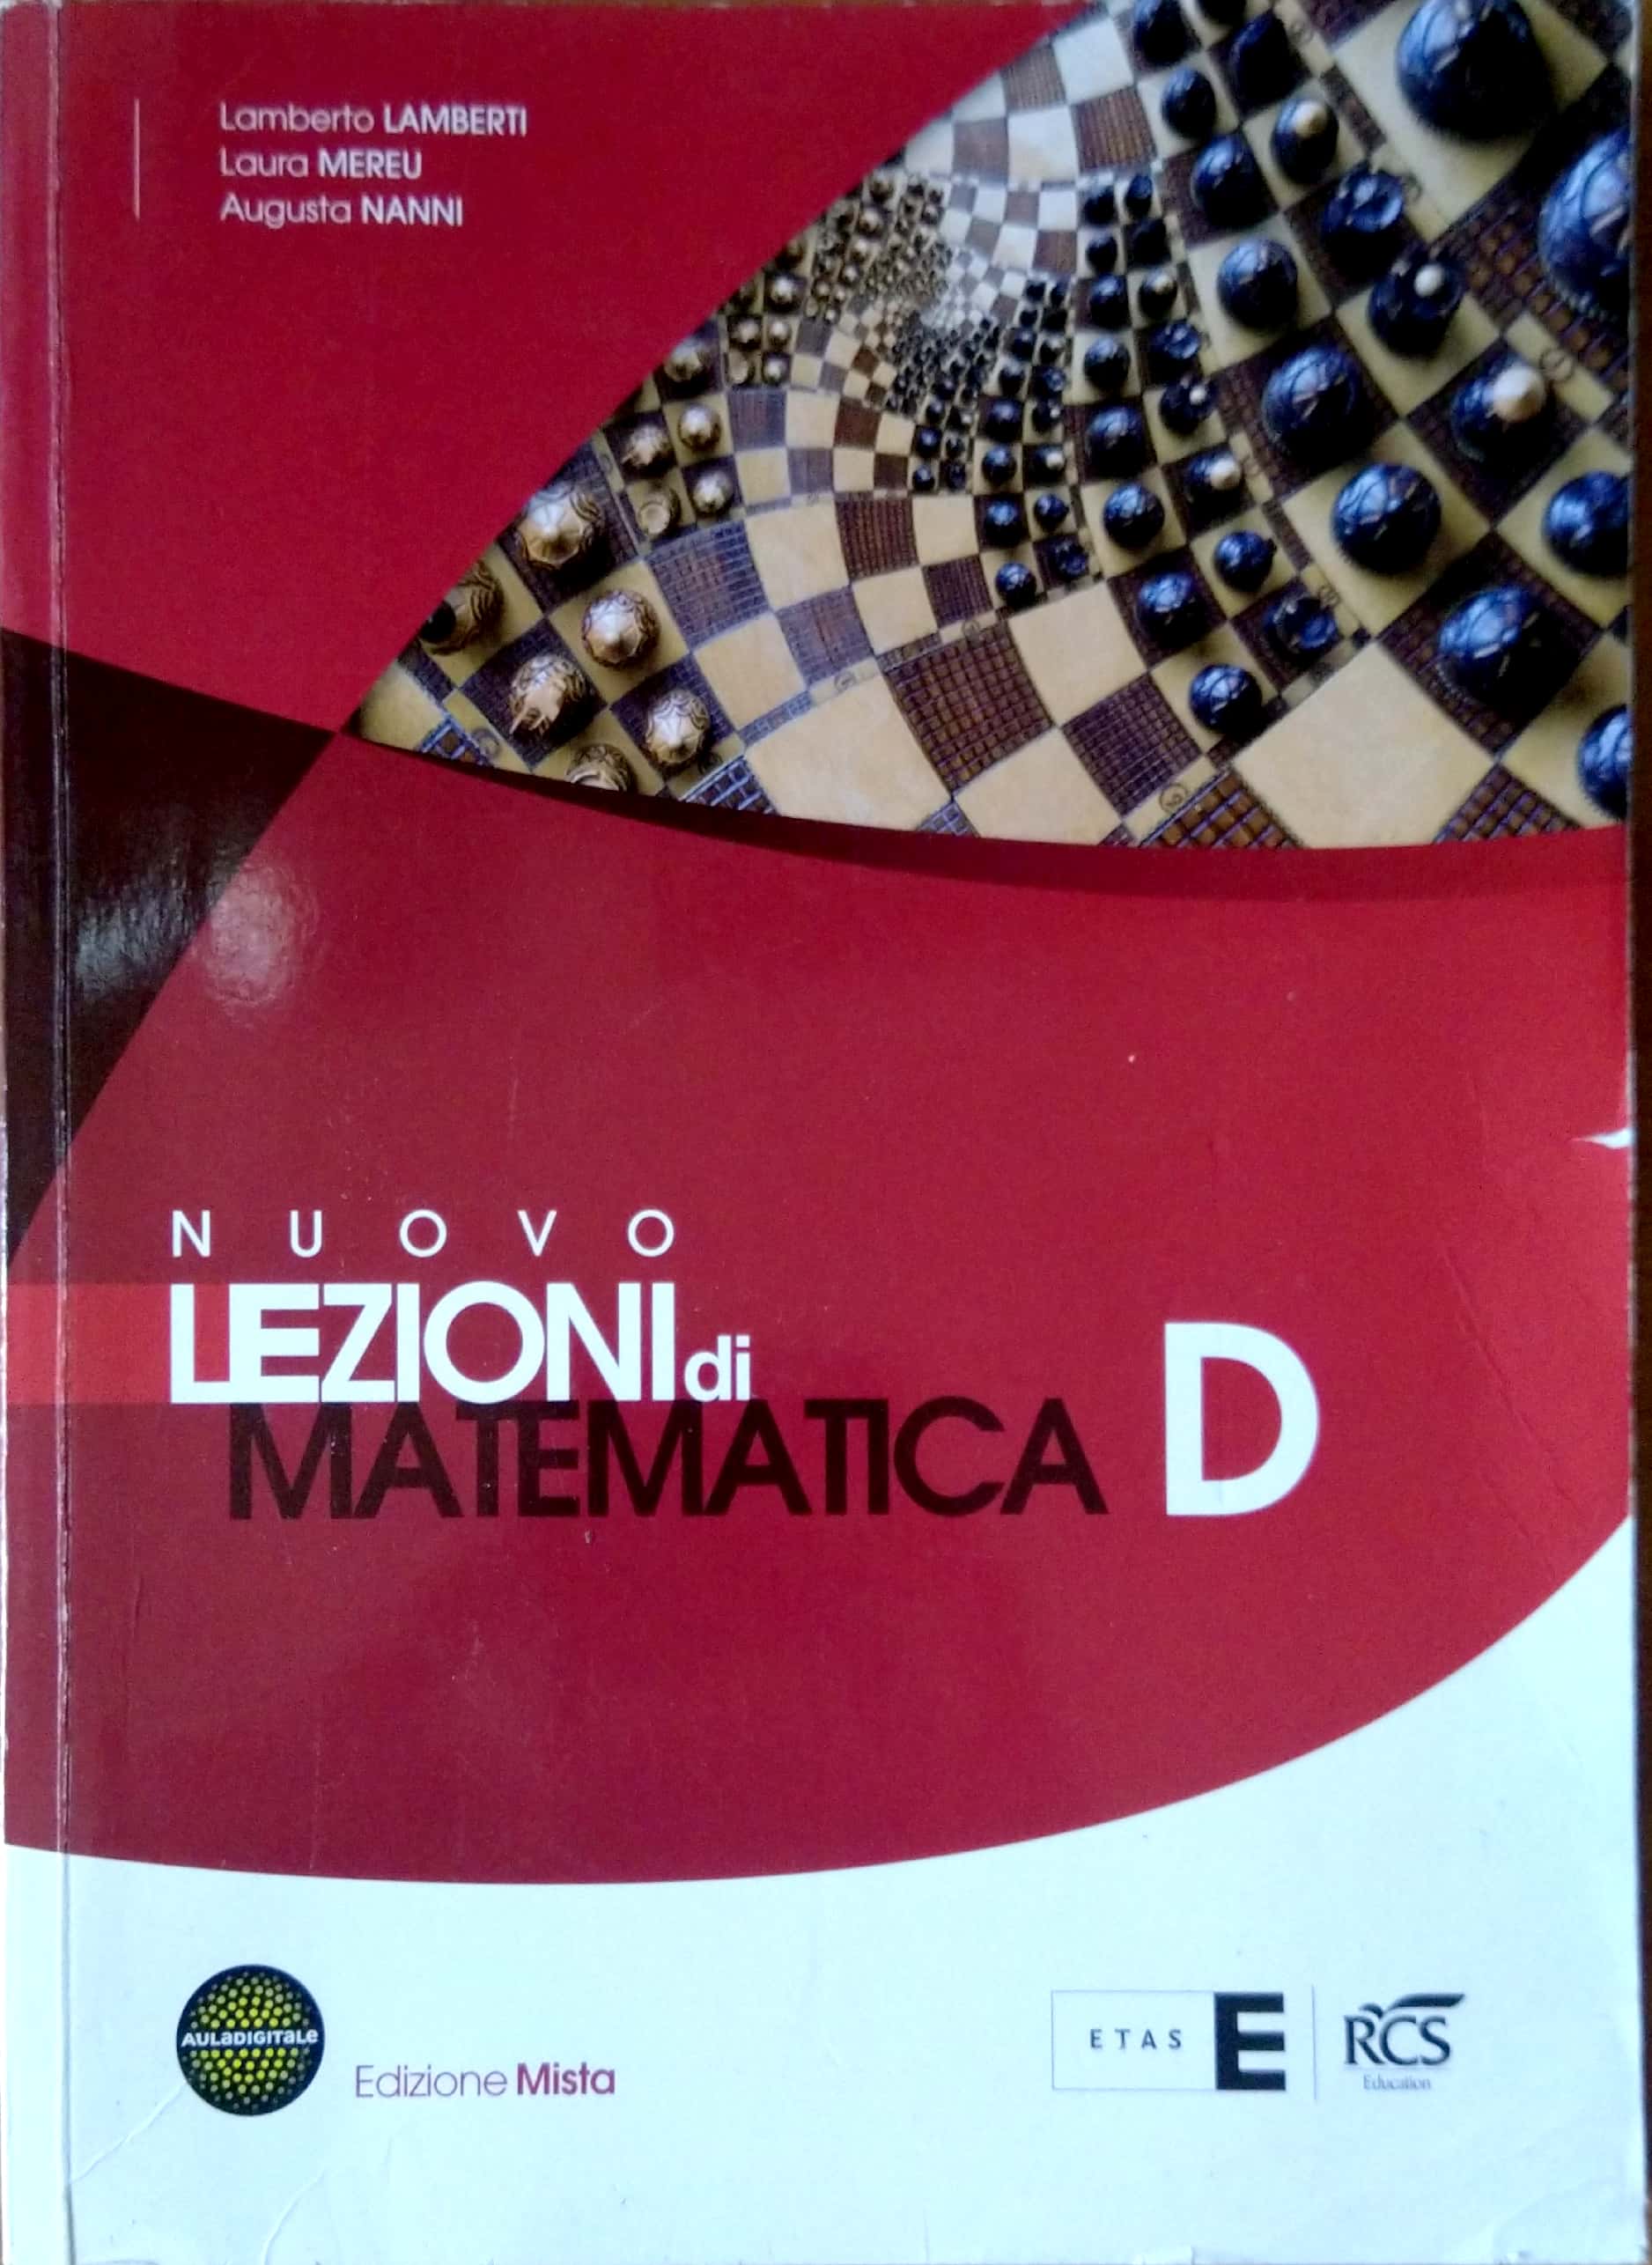 Lamberto LAMBERTI
Laura MEREU
Augusta NANNI
NUOVO
LEZIONI di
MATEMATICA D
AULADIGITALE
Edizione Mista
ETAS E
RCS
Education